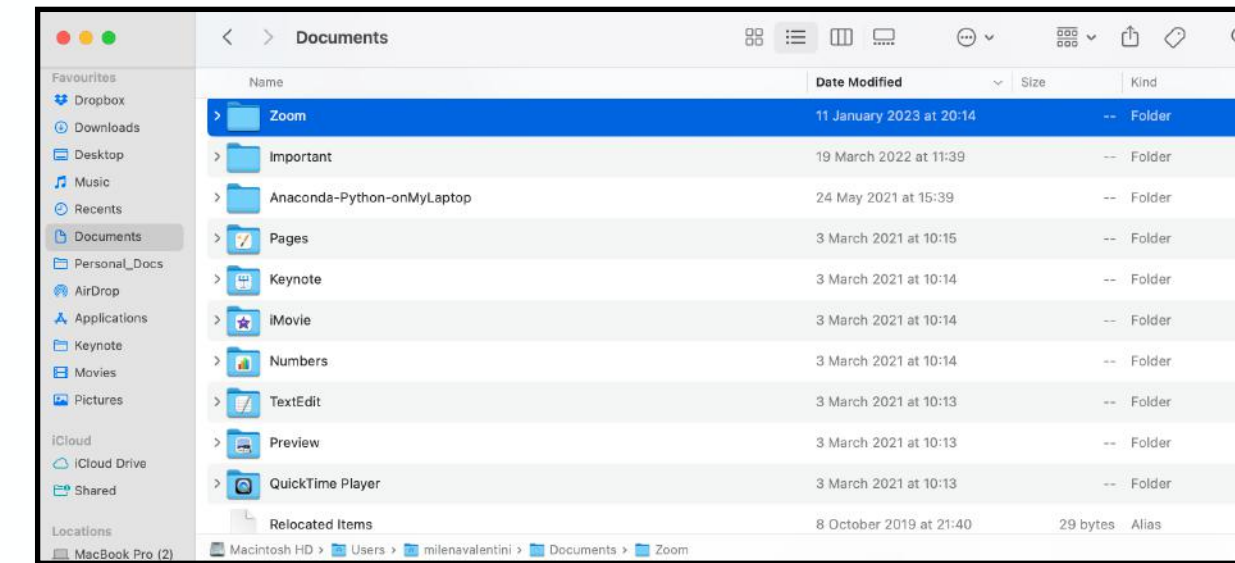 Documents
Favourites
Dropbox
Downloads
Desktop
Music
Recents
Documents
Personal_Docs
AirDrop
Applications
Keynote
Movies
Pictures
iCloud
iCloud Drive
Shared
Locations
MacBook Pro (2)
Name Date Modified Size Kind
Zoom 11 January 2023 at 20:14 -- Folder
Important 19 March 2022 at 11:39 -- Folder
Anaconda-Python-onMyLaptop 24 May 2021 at 15:39 -- Folder
Pages 3 March 2021 at 10:15 -- Folder
Keynote 3 March 2021 at 10:14 -- Folder
iMovie 3 March 2021 at 10:14 -- Folder
Numbers 3 March 2021 at 10:14 -- Folder
TextEdit 3 March 2021 at 10:13 -- Folder
Preview 3 March 2021 at 10:13 -- Folder
QuickTime Player 3 March 2021 at 10:13 -- Folder
Relocated Items 8 October 2019 at 21:40 29 bytes Alias
Macintosh HD › Users › milenavalentini › Documents › Zoom